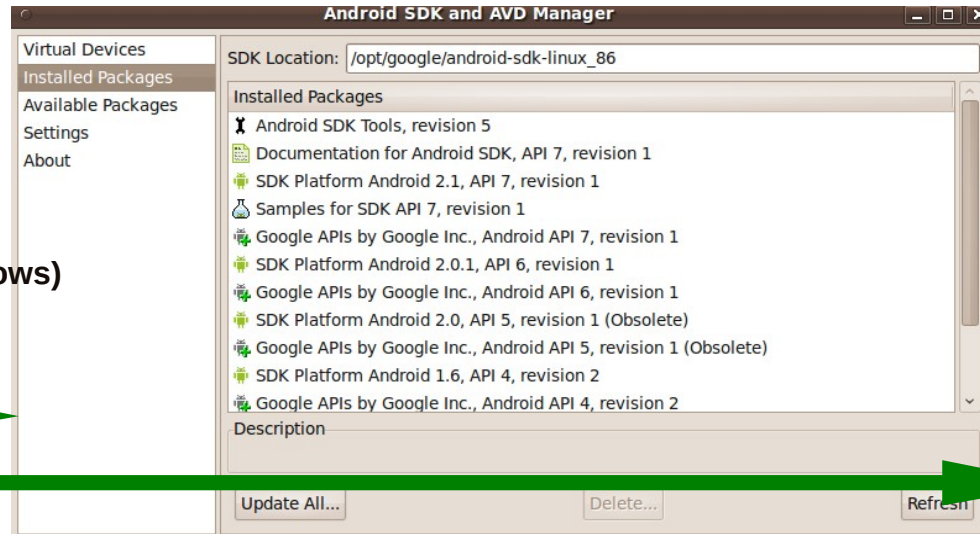 Android SDK and AVD Manager
Virtual Devices
Installed Packages
Available Packages
Settings
About
ows)
SDK Location: /opt/google/android-sdk-linux_86
Installed Packages
Android SDK Tools, revision 5
Documentation for Android SDK, API 7, revision 1
SDK Platform Android 2.1, API 7, revision 1
Samples for SDK API 7, revision 1
Google APIs by Google Inc., Android API 7, revision 1
SDK Platform Android 2.0.1, API 6, revision 1
Google APIs by Google Inc., Android API 6, revision 1
SDK Platform Android 2.0, API 5, revision 1 (Obsolete)
Google APIs by Google Inc., Android API 5, revision 1 (Obsolete)
SDK Platform Android 1.6, API 4, revision 2
Google APIs by Google Inc., Android API 4, revision 2
Description
Update All... Delete... Refresh